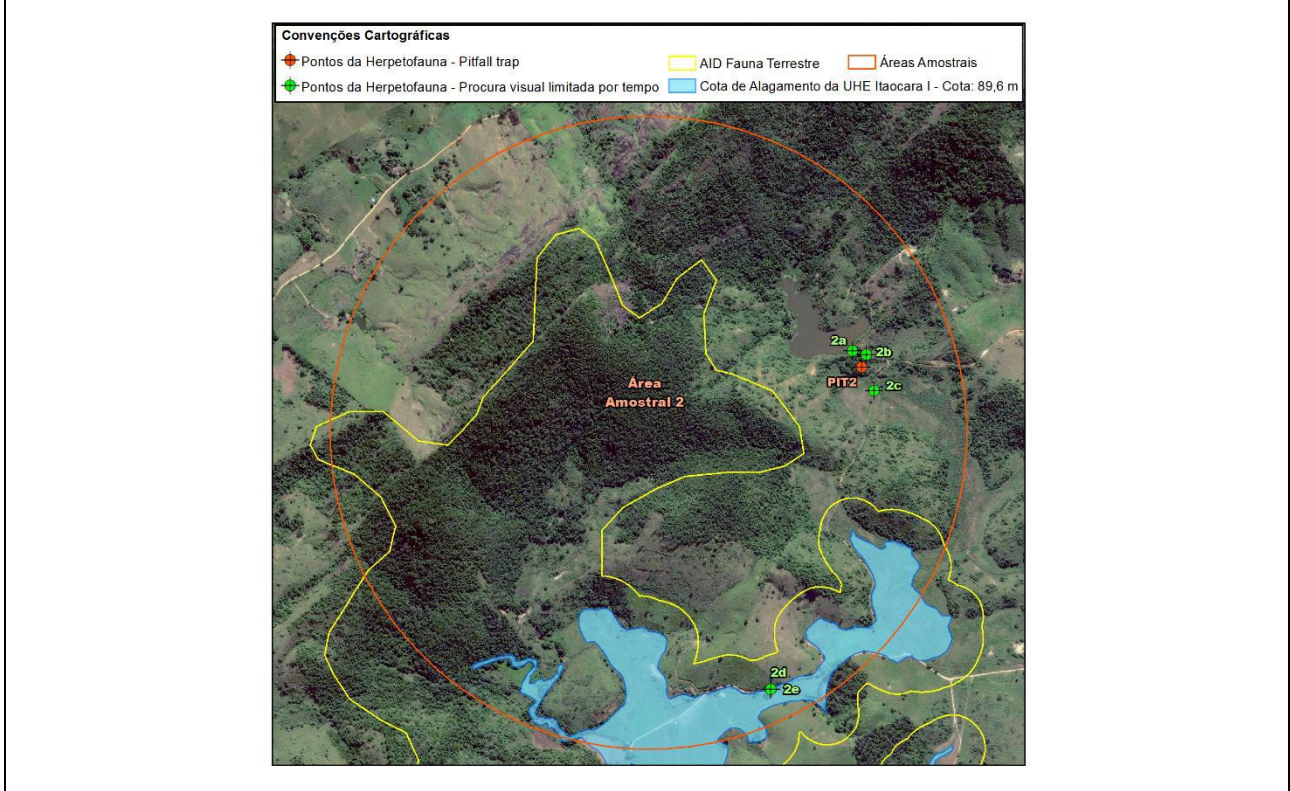 Convenções Cartográficas
Pontos da Herpetofauna - Pitfall trap
AID Fauna Terrestre
Áreas Amostrais
Pontos da Herpetofauna - Procura visual limitada por tempo
Cota de Alagamento da UHE Itaocara I - Cota: 89,6 m
2a
2b
PIT2
2c
Área
Amostral 2
2d
2e